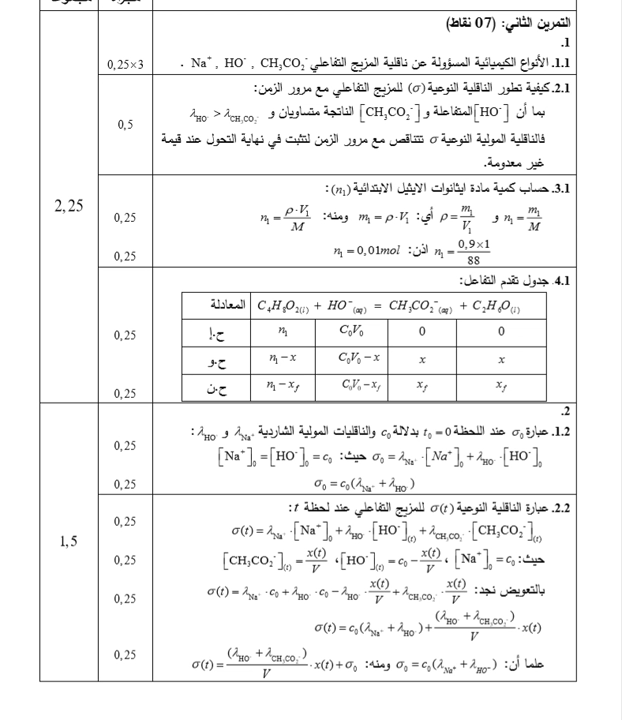 التمرين الثاني: (07 نقاط)
1.
1.1. الأنواع الكيميائية المسؤولة عن ناقلية المزيج التفاعلي Na⁺ , HO⁻ , CH₃CO₂⁻ .
0,25×3
2.1. كيفية تطور الناقلية النوعية (σ) للمزيج التفاعلي مع مرور الزمن:
بما أن [HO⁻] المتفاعلة و [CH₃CO₂⁻] الناتجة متساويان و λ_HO⁻ > λ_CH₃CO₂⁻
0,5
فالناقلية المولية النوعية σ تتناقص مع مرور الزمن لتثبت في نهاية التحول عند قيمة
غير معدومة.
2,25
3.1. حساب كمية مادة ايثانوات الايثيل الابتدائية (n₁):
n₁ = m₁/M و ρ = m₁/V₁ أي: m₁ = ρ·V₁ ومنه: n₁ = ρ·V₁/M
0,25
n₁ = 0,9×1/88 اذن: n₁ = 0,01mol
0,25
4.1. جدول تقدم التفاعل:
المعادلة C₄H₈O₂(l) + HO⁻(aq) = CH₃CO₂⁻(aq) + C₂H₆O(l)
ح.إ n₁ C₀V₀ 0 0
0,25
ح.و n₁ − x C₀V₀ − x x x
ح.ن n₁ − x_f C₀V₀ − x_f x_f x_f
0,25
2.
1.2. عبارة σ₀ عند اللحظة t₀ = 0 بدلالة c₀ والناقليات المولية الشاردية λ_Na⁺ و λ_HO⁻ :
0,25
σ₀ = λ_Na⁺·[Na⁺]₀ + λ_HO⁻·[HO⁻]₀ حيث: [Na⁺]₀ = [HO⁻]₀ = c₀
σ₀ = c₀(λ_Na⁺ + λ_HO⁻)
0,25
2.2. عبارة الناقلية النوعية σ(t) للمزيج التفاعلي عند لحظة t :
0,25
σ(t) = λ_Na⁺·[Na⁺]₀ + λ_HO⁻·[HO⁻](t) + λ_CH₃CO₂⁻·[CH₃CO₂⁻](t)
1,5
حيث: [Na⁺]₀ = c₀ ، [HO⁻](t) = c₀ − x(t)/V ، [CH₃CO₂⁻](t) = x(t)/V
0,25
بالتعويض نجد: σ(t) = λ_Na⁺·c₀ + λ_HO⁻·c₀ − λ_HO⁻·x(t)/V + λ_CH₃CO₂⁻·x(t)/V
0,25
σ(t) = c₀(λ_Na⁺ + λ_HO⁻) + (λ_HO⁻ + λ_CH₃CO₂⁻)/V · x(t)
علما أن: σ₀ = c₀(λ_Na⁺ + λ_HO⁻) ومنه: σ(t) = (λ_HO⁻ + λ_CH₃CO₂⁻)/V · x(t) + σ₀
0,25